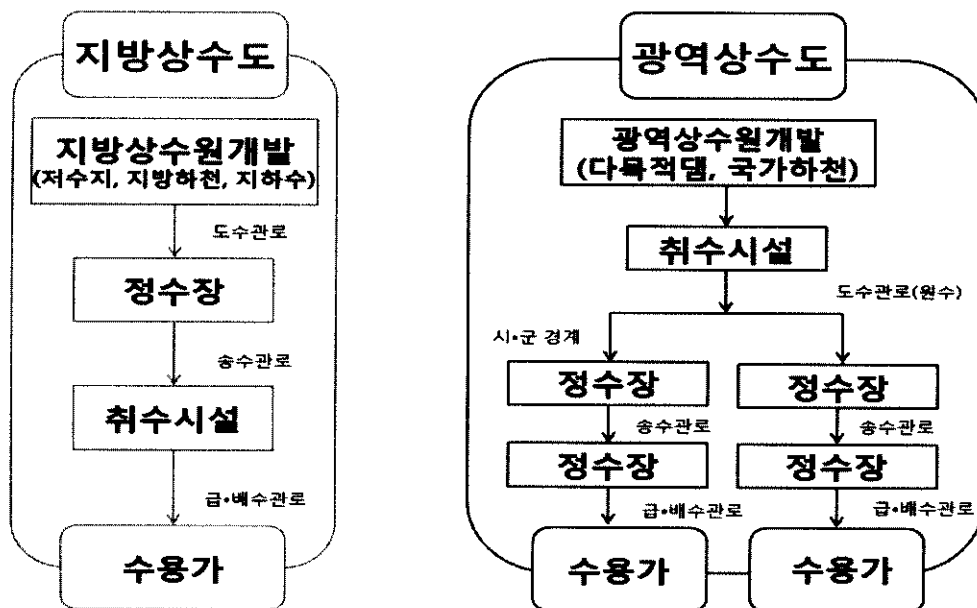 지방상수도
지방상수원개발
(저수지, 지방하천, 지하수)
도수관로
정수장
송수관로
취수시설
급•배수관로
수용가
광역상수도
광역상수원개발
(다목적댐, 국가하천)
취수시설
도수관로(원수)
시•군 경계
정수장
정수장
송수관로
송수관로
정수장
정수장
급•배수관로
급•배수관로
수용가
수용가